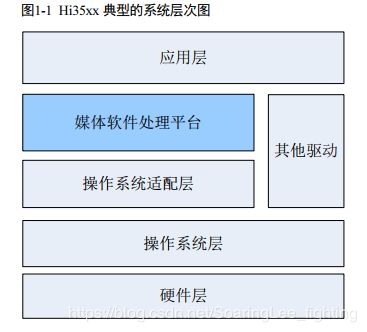 图1-1 Hi35xx 典型的系统层次图
应用层
媒体软件处理平台
其他驱动
操作系统适配层
操作系统层
硬件层
https://blog.csdn.net/SoaringLee_fighting